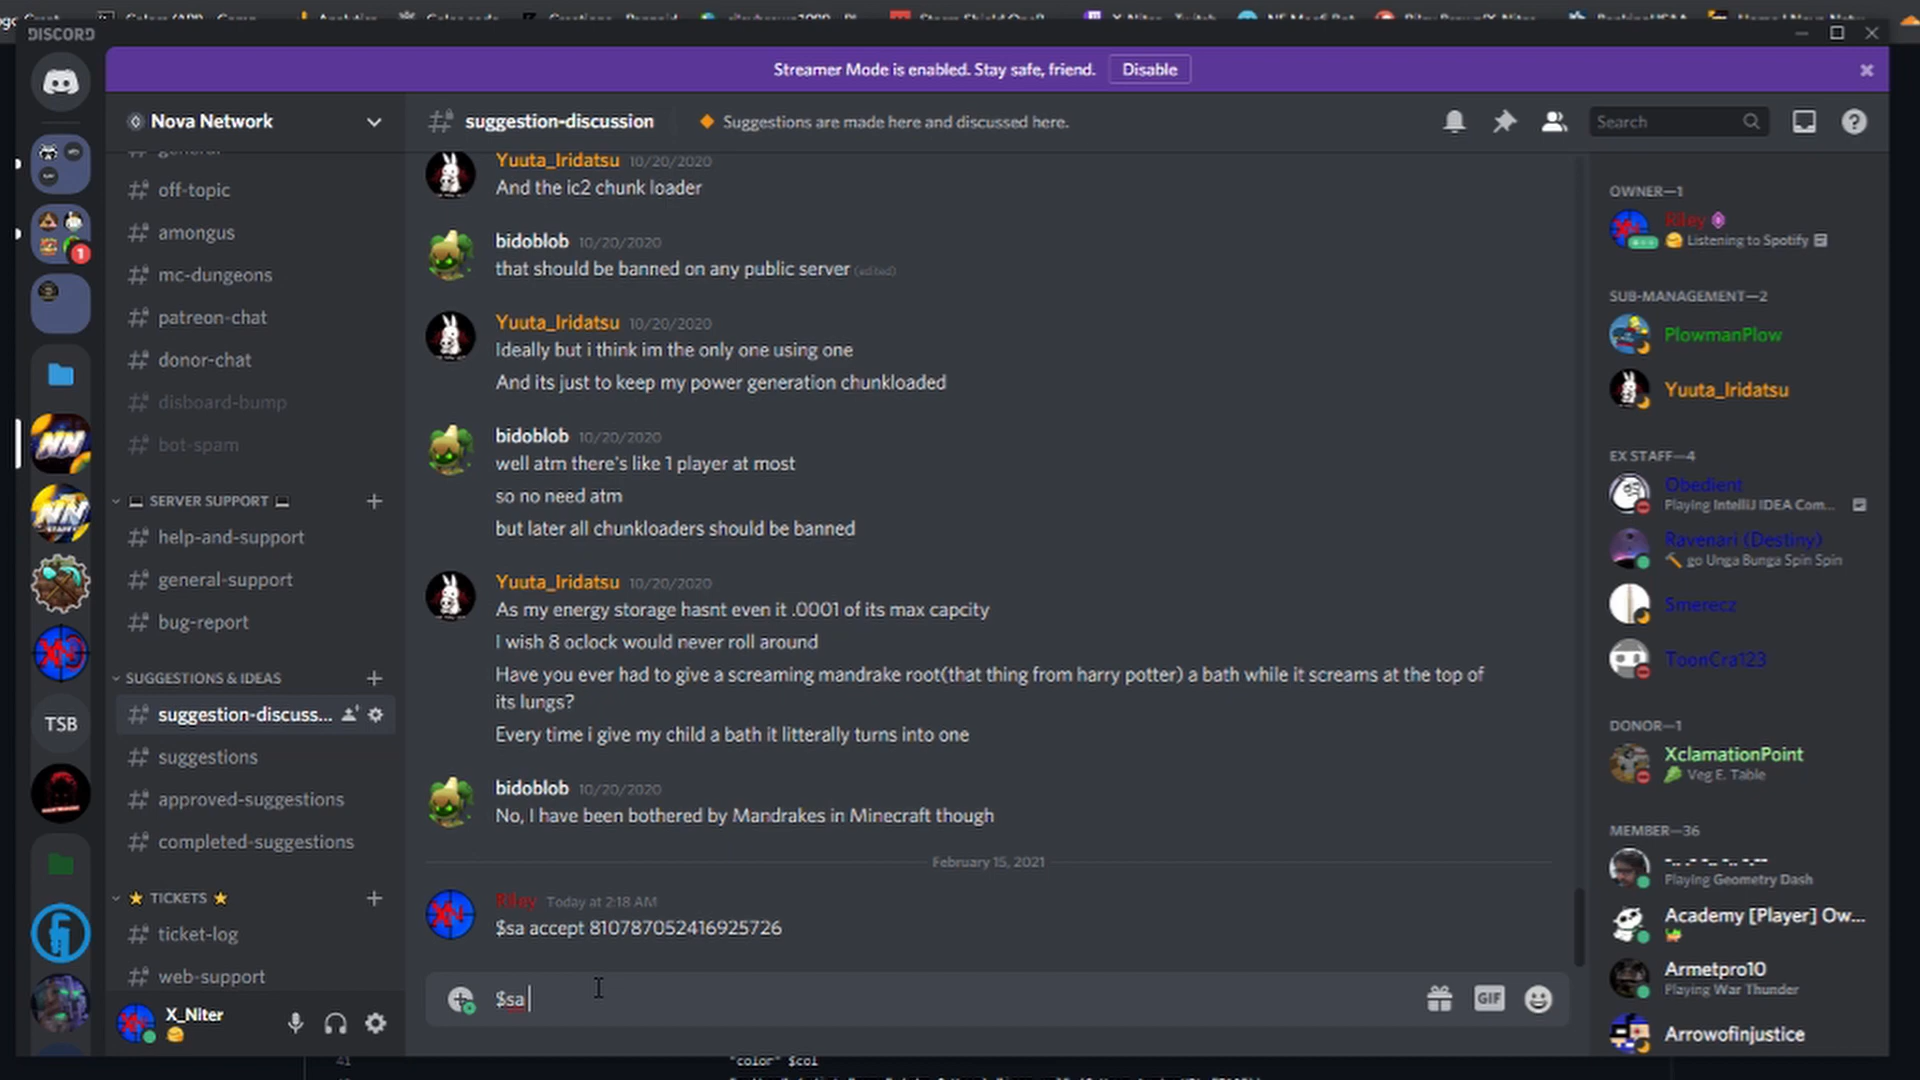 DISCORD
Streamer Mode is enabled. Stay safe, friend.
Disable
Nova Network
suggestion-discussion
Suggestions are made here and discussed here.
Search
general
off-topic
amongus
mc-dungeons
patreon-chat
donor-chat
disboard-bump
bot-spam
SERVER SUPPORT
help-and-support
general-support
bug-report
SUGGESTIONS & IDEAS
suggestion-discuss...
suggestions
approved-suggestions
completed-suggestions
TICKETS
ticket-log
web-support
X_Niter
TSB
1
Yuuta_Iridatsu 10/20/2020
And the ic2 chunk loader
bidoblob 10/20/2020
that should be banned on any public server (edited)
Yuuta_Iridatsu 10/20/2020
Ideally but i think im the only one using one
And its just to keep my power generation chunkloaded
bidoblob 10/20/2020
well atm there's like 1 player at most
so no need atm
but later all chunkloaders should be banned
Yuuta_Iridatsu 10/20/2020
As my energy storage hasnt even it .0001 of its max capcity
I wish 8 oclock would never roll around
Have you ever had to give a screaming mandrake root(that thing from harry potter) a bath while it screams at the top of
its lungs?
Every time i give my child a bath it litterally turns into one
bidoblob 10/20/2020
No, I have been bothered by Mandrakes in Minecraft though
February 15, 2021
Riley Today at 2:18 AM
$sa accept 810787052416925726
$sa
GIF
OWNER—1
Riley
Listening to Spotify
SUB-MANAGEMENT—2
PlowmanPlow
Yuuta_Iridatsu
EX STAFF—4
Obedient
Playing IntelliJ IDEA Com...
Ravenari (Destiny)
go Unga Bunga Spin Spin
Smerecz
ToonCra123
DONOR—1
XclamationPoint
Veg E. Table
MEMBER—36
-.. .- -.. .. -.--
Playing Geometry Dash
Academy [Player] Ow...
Armetpro10
Playing War Thunder
Arrowofinjustice
41
"color" $col